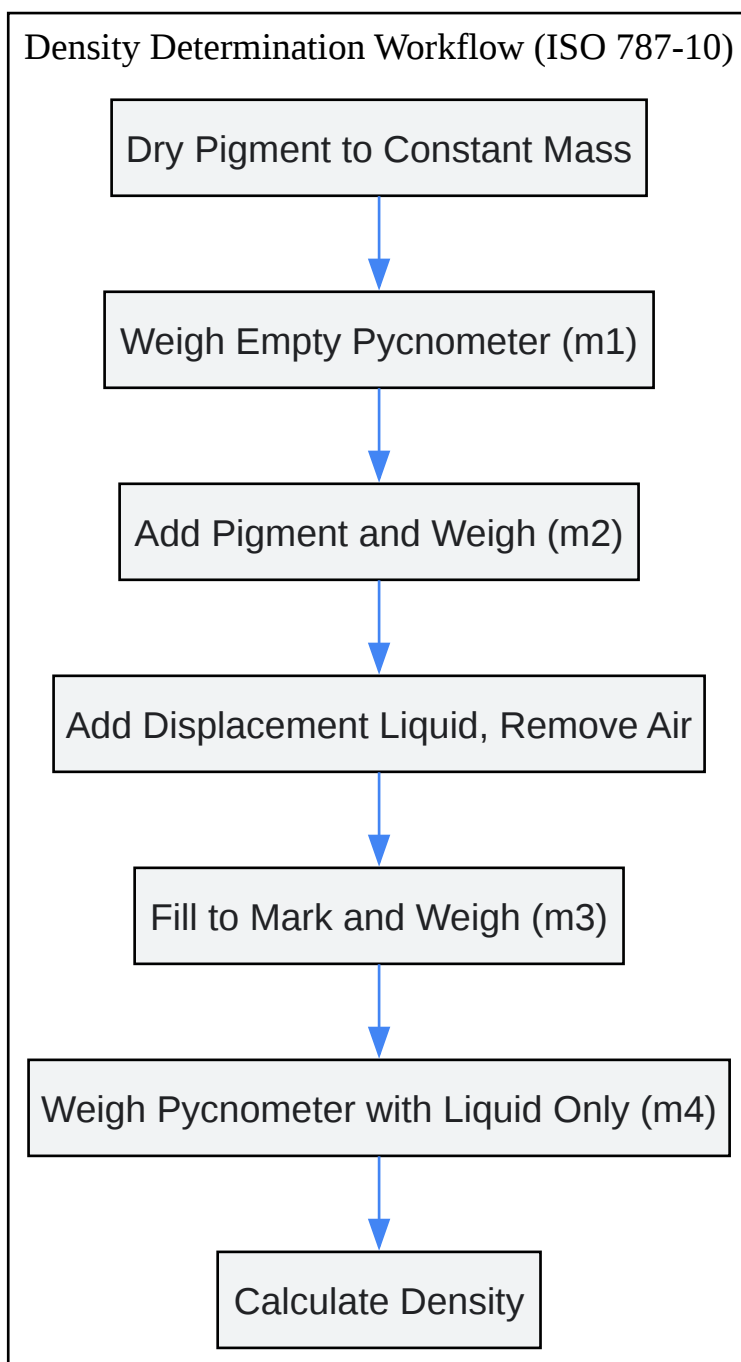 Density Determination Workflow (ISO 787-10)
Dry Pigment to Constant Mass
Weigh Empty Pycnometer (m1)
Add Pigment and Weigh (m2)
Add Displacement Liquid, Remove Air
Fill to Mark and Weigh (m3)
Weigh Pycnometer with Liquid Only (m4)
Calculate Density